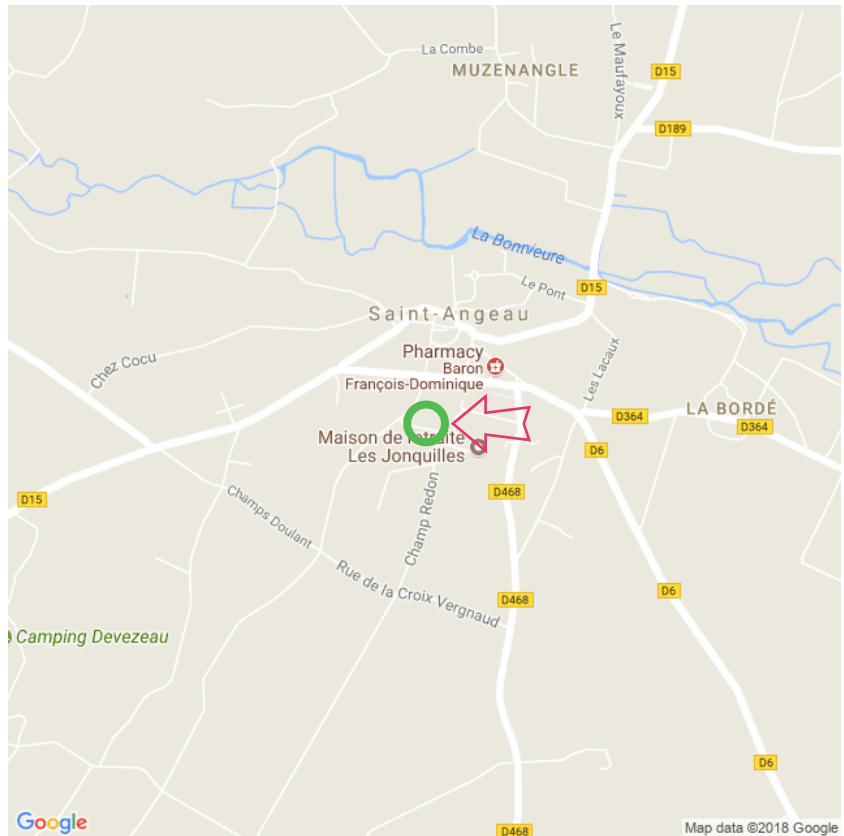 La Combe
MUZENANGLE
Le Maufayoux
D15
D189
La Bonnieure
Le Pont
D15
Saint-Angeau
Pharmacy
Baron
François-Dominique
Chez Cocu
Les Lacaux
LA BORDÉ
D364
D364
Maison de retraite
Les Jonquilles
D6
D15
Champs Doulant
Champ Redon
D468
Rue de la Croix Vergnaud
D468
D6
Camping Devezeau
D6
Google
D468
Map data ©2018 Google